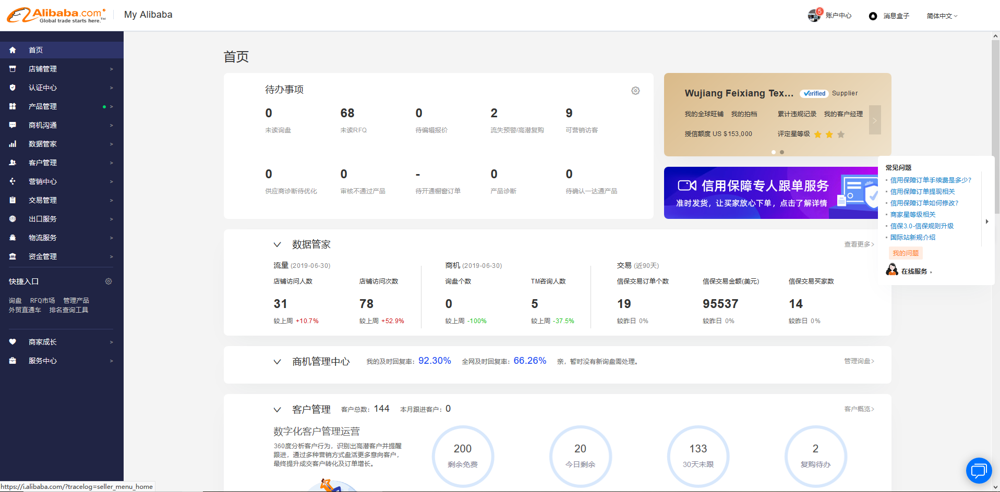 Alibaba.com
Global trade starts here.™
My Alibaba
5
账户中心
消息盒子
简体中文
首页
店铺管理 >
认证中心 >
产品管理 >
商机沟通 >
数据管家 >
客户管理 >
营销中心 >
交易管理 >
出口服务 >
物流服务 >
资金管理 >
快捷入口
询盘 RFQ市场 管理产品
外贸直通车 排名查询工具
商家成长 >
服务中心 >
https://i.alibaba.com/?tracelog=seller_menu_home
首页
待办事项
0 68 0 2 9
未读询盘 未读RFQ 待编辑报价 流失预警/高潜复购 可营销访客
0 0 - 0 0
供应商诊断待优化 审核不通过产品 待开通橱窗订单 产品诊断 待确认一达通产品
Wujiang Feixiang Tex... Verified Supplier
我的全球旺铺 我的拍档 累计违规记录 我的客户经理
授信额度 US $153,000 评定星等级
信用保障专人跟单服务
准时发货，让买家放心下单，点击了解详情
常见问题
信用保障订单手续费是多少?
信用保障订单提现相关
信用保障订单如何修改?
商家星等级相关
信保3.0-信保规则升级
国际站新规介绍
我的问题
在线服务
数据管家 查看更多>
流量 (2019-06-30) 商机 (2019-06-30) 交易 (近90天)
店铺访问人数 店铺访问次数 询盘个数 TM咨询人数 信保交易订单个数 信保交易金额(美元) 信保交易买家数
31 78 0 5 19 95537 14
较上周 +10.7% 较上周 +52.9% 较上周 -100% 较上周 -37.5% 较昨日 0% 较昨日 0% 较昨日 0%
商机管理中心 我的及时回复率: 92.30% 全网及时回复率: 66.26% 亲，暂时没有新询盘需处理。 管理询盘>
客户管理 客户总数: 144 本月跟进客户: 0 客户概览>
数字化客户管理运营
360度分析客户行为，识别出高潜客户并提醒
跟进，通过多种营销方式盘活更多意向客户，
最终提升成交客户转化及订单增长。
200 20 133 2
剩余免费 今日剩余 30天未跟 复购待办